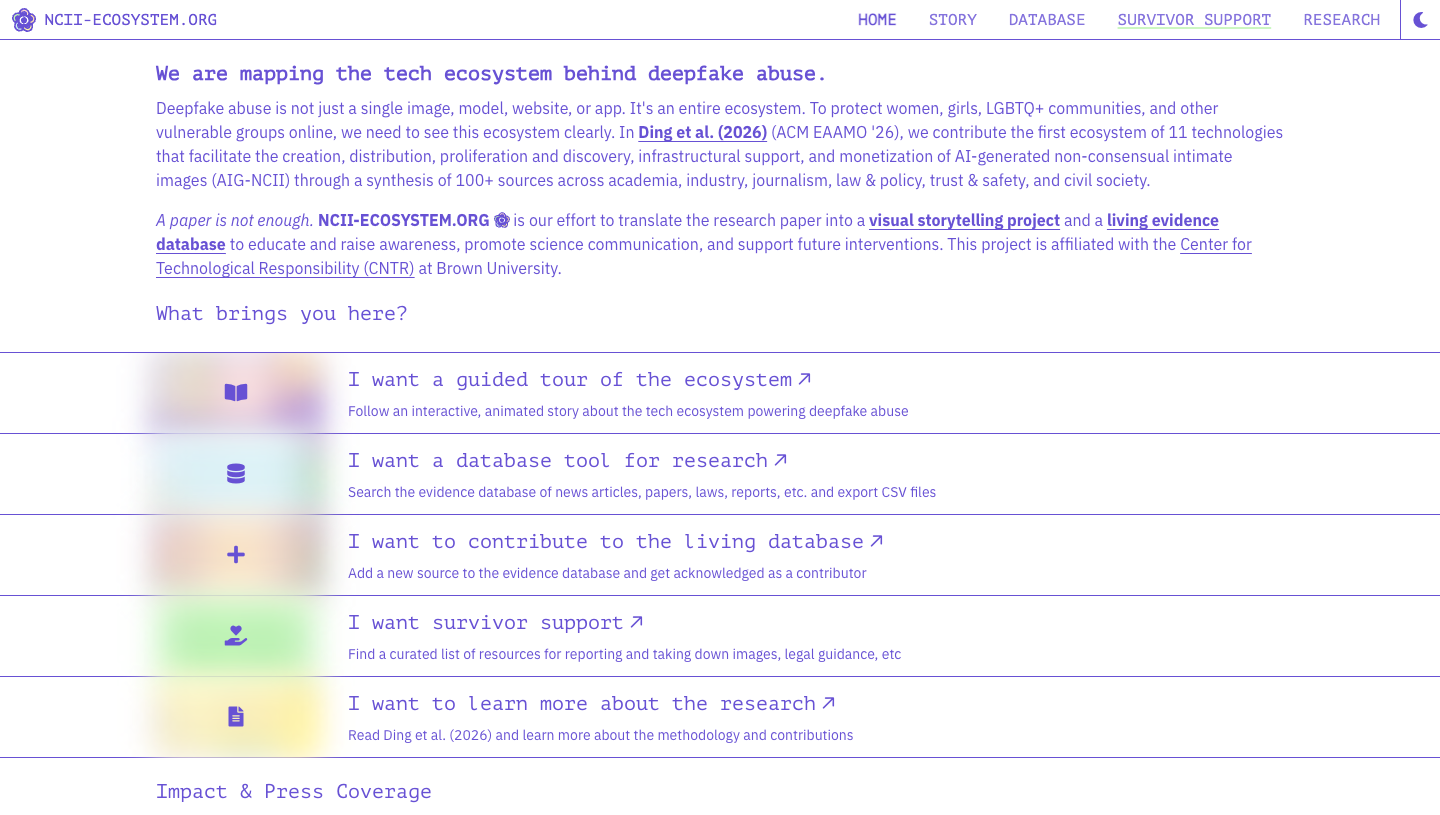 NCII-ECOSYSTEM.ORG
HOME
STORY
DATABASE
SURVIVOR SUPPORT
RESEARCH
We are mapping the tech ecosystem behind deepfake abuse.
Deepfake abuse is not just a single image, model, website, or app. It's an entire ecosystem. To protect women, girls, LGBTQ+ communities, and other
vulnerable groups online, we need to see this ecosystem clearly. In Ding et al. (2026) (ACM EAAMO '26), we contribute the first ecosystem of 11 technologies
that facilitate the creation, distribution, proliferation and discovery, infrastructural support, and monetization of AI-generated non-consensual intimate
images (AIG-NCII) through a synthesis of 100+ sources across academia, industry, journalism, law & policy, trust & safety, and civil society.
A paper is not enough. NCII-ECOSYSTEM.ORG is our effort to translate the research paper into a visual storytelling project and a living evidence
database to educate and raise awareness, promote science communication, and support future interventions. This project is affiliated with the Center for
Technological Responsibility (CNTR) at Brown University.
What brings you here?
I want a guided tour of the ecosystem
Follow an interactive, animated story about the tech ecosystem powering deepfake abuse
I want a database tool for research
Search the evidence database of news articles, papers, laws, reports, etc. and export CSV files
I want to contribute to the living database
Add a new source to the evidence database and get acknowledged as a contributor
I want survivor support
Find a curated list of resources for reporting and taking down images, legal guidance, etc
I want to learn more about the research
Read Ding et al. (2026) and learn more about the methodology and contributions
Impact & Press Coverage